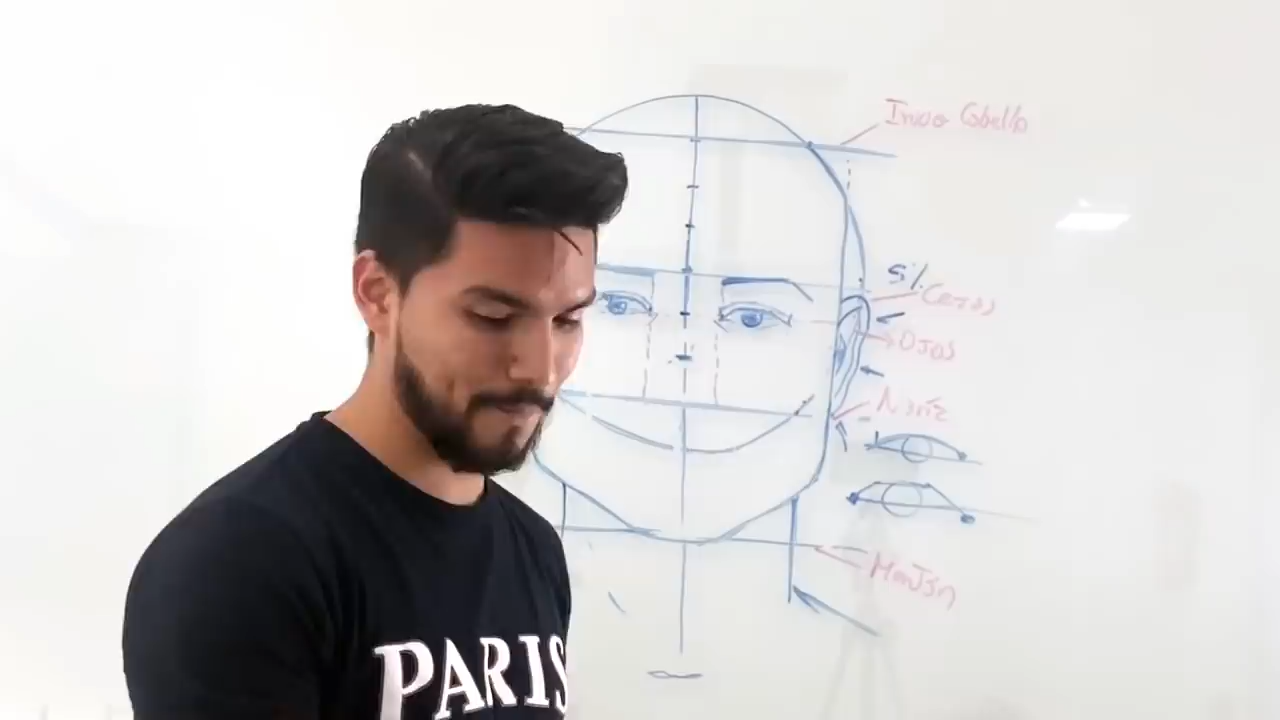 Inicio Cabello
5%
Cejas
Ojos
Nariz
Mentón
PARIS